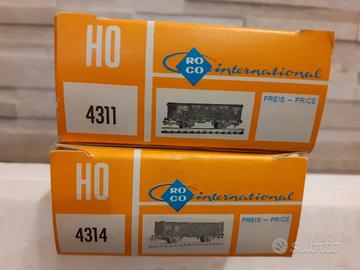 HO
ROCO international
4311
PREIS – PRICE
HO
ROCO international
4314
PREIS – PRICE
subito